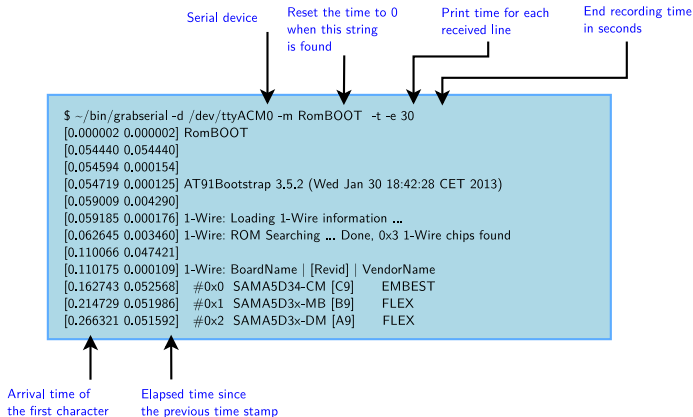 Serial device
Reset the time to 0
when this string
is found
Print time for each
received line
End recording time
in seconds
$ ~/bin/grabserial -d /dev/ttyACM0 -m RomBOOT -t -e 30
[0.000002 0.000002] RomBOOT
[0.054440 0.054440]
[0.054594 0.000154]
[0.054719 0.000125] AT91Bootstrap 3.5.2 (Wed Jan 30 18:42:28 CET 2013)
[0.059009 0.004290]
[0.059185 0.000176] 1-Wire: Loading 1-Wire information ...
[0.062645 0.003460] 1-Wire: ROM Searching ... Done, 0x3 1-Wire chips found
[0.110066 0.047421]
[0.110175 0.000109] 1-Wire: BoardName | [Revid] | VendorName
[0.162743 0.052568] #0x0 SAMA5D34-CM [C9] EMBEST
[0.214729 0.051986] #0x1 SAMA5D3x-MB [B9] FLEX
[0.266321 0.051592] #0x2 SAMA5D3x-DM [A9] FLEX
Arrival time of
the first character
Elapsed time since
the previous time stamp